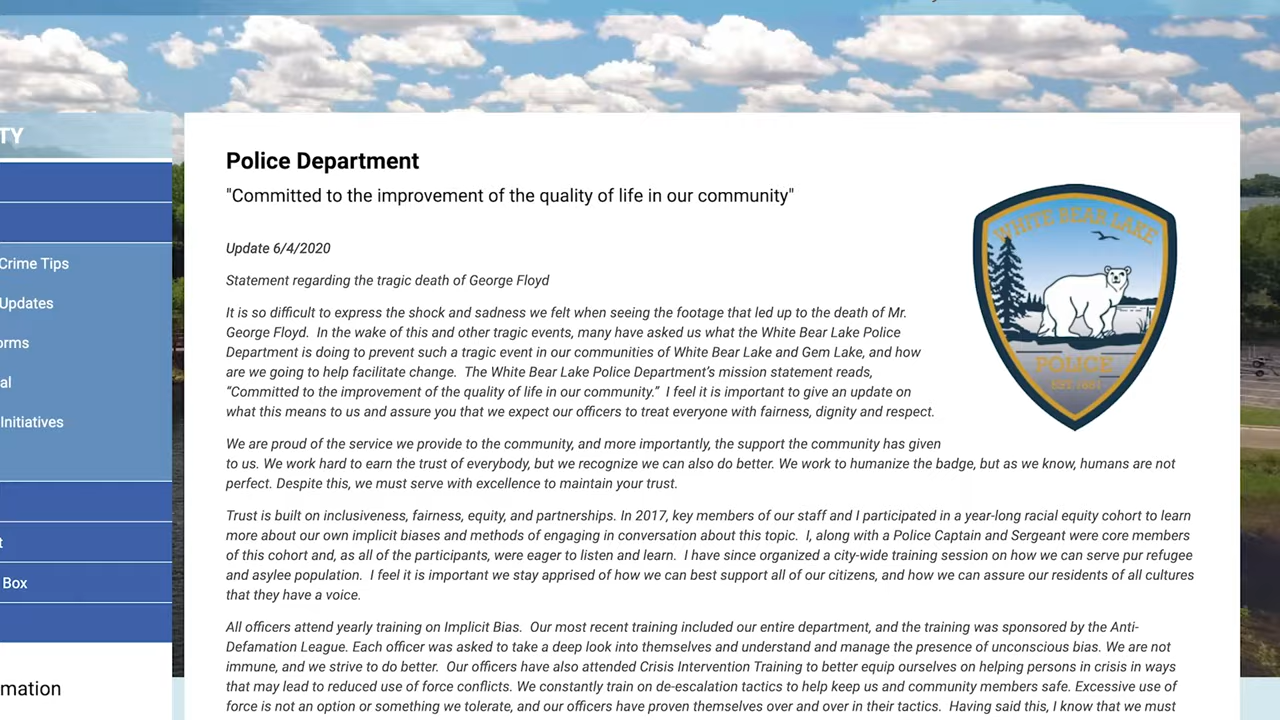 TY
Crime Tips
Updates
orms
al
Initiatives
t
Box
mation
Police Department
"Committed to the improvement of the quality of life in our community"
WHITE BEAR LAKE
POLICE
EST 1881
Update 6/4/2020
Statement regarding the tragic death of George Floyd
It is so difficult to express the shock and sadness we felt when seeing the footage that led up to the death of Mr.
George Floyd.  In the wake of this and other tragic events, many have asked us what the White Bear Lake Police
Department is doing to prevent such a tragic event in our communities of White Bear Lake and Gem Lake, and how
are we going to help facilitate change.  The White Bear Lake Police Department's mission statement reads,
“Committed to the improvement of the quality of life in our community.”  I feel it is important to give an update on
what this means to us and assure you that we expect our officers to treat everyone with fairness, dignity and respect.
We are proud of the service we provide to the community, and more importantly, the support the community has given
to us. We work hard to earn the trust of everybody, but we recognize we can also do better. We work to humanize the badge, but as we know, humans are not
perfect. Despite this, we must serve with excellence to maintain your trust.
Trust is built on inclusiveness, fairness, equity, and partnerships. In 2017, key members of our staff and I participated in a year-long racial equity cohort to learn
more about our own implicit biases and methods of engaging in conversation about this topic.  I, along with a Police Captain and Sergeant were core members
of this cohort and, as all of the participants, were eager to listen and learn.  I have since organized a city-wide training session on how we can serve pur refugee
and asylee population.  I feel it is important we stay apprised of how we can best support all of our citizens, and how we can assure our residents of all cultures
that they have a voice.
All officers attend yearly training on Implicit Bias.  Our most recent training included our entire department, and the training was sponsored by the Anti-
Defamation League. Each officer was asked to take a deep look into themselves and understand and manage the presence of unconscious bias. We are not
immune, and we strive to do better.  Our officers have also attended Crisis Intervention Training to better equip ourselves on helping persons in crisis in ways
that may lead to reduced use of force conflicts. We constantly train on de-escalation tactics to help keep us and community members safe. Excessive use of
force is not an option or something we tolerate, and our officers have proven themselves over and over in their tactics.  Having said this, I know that we must